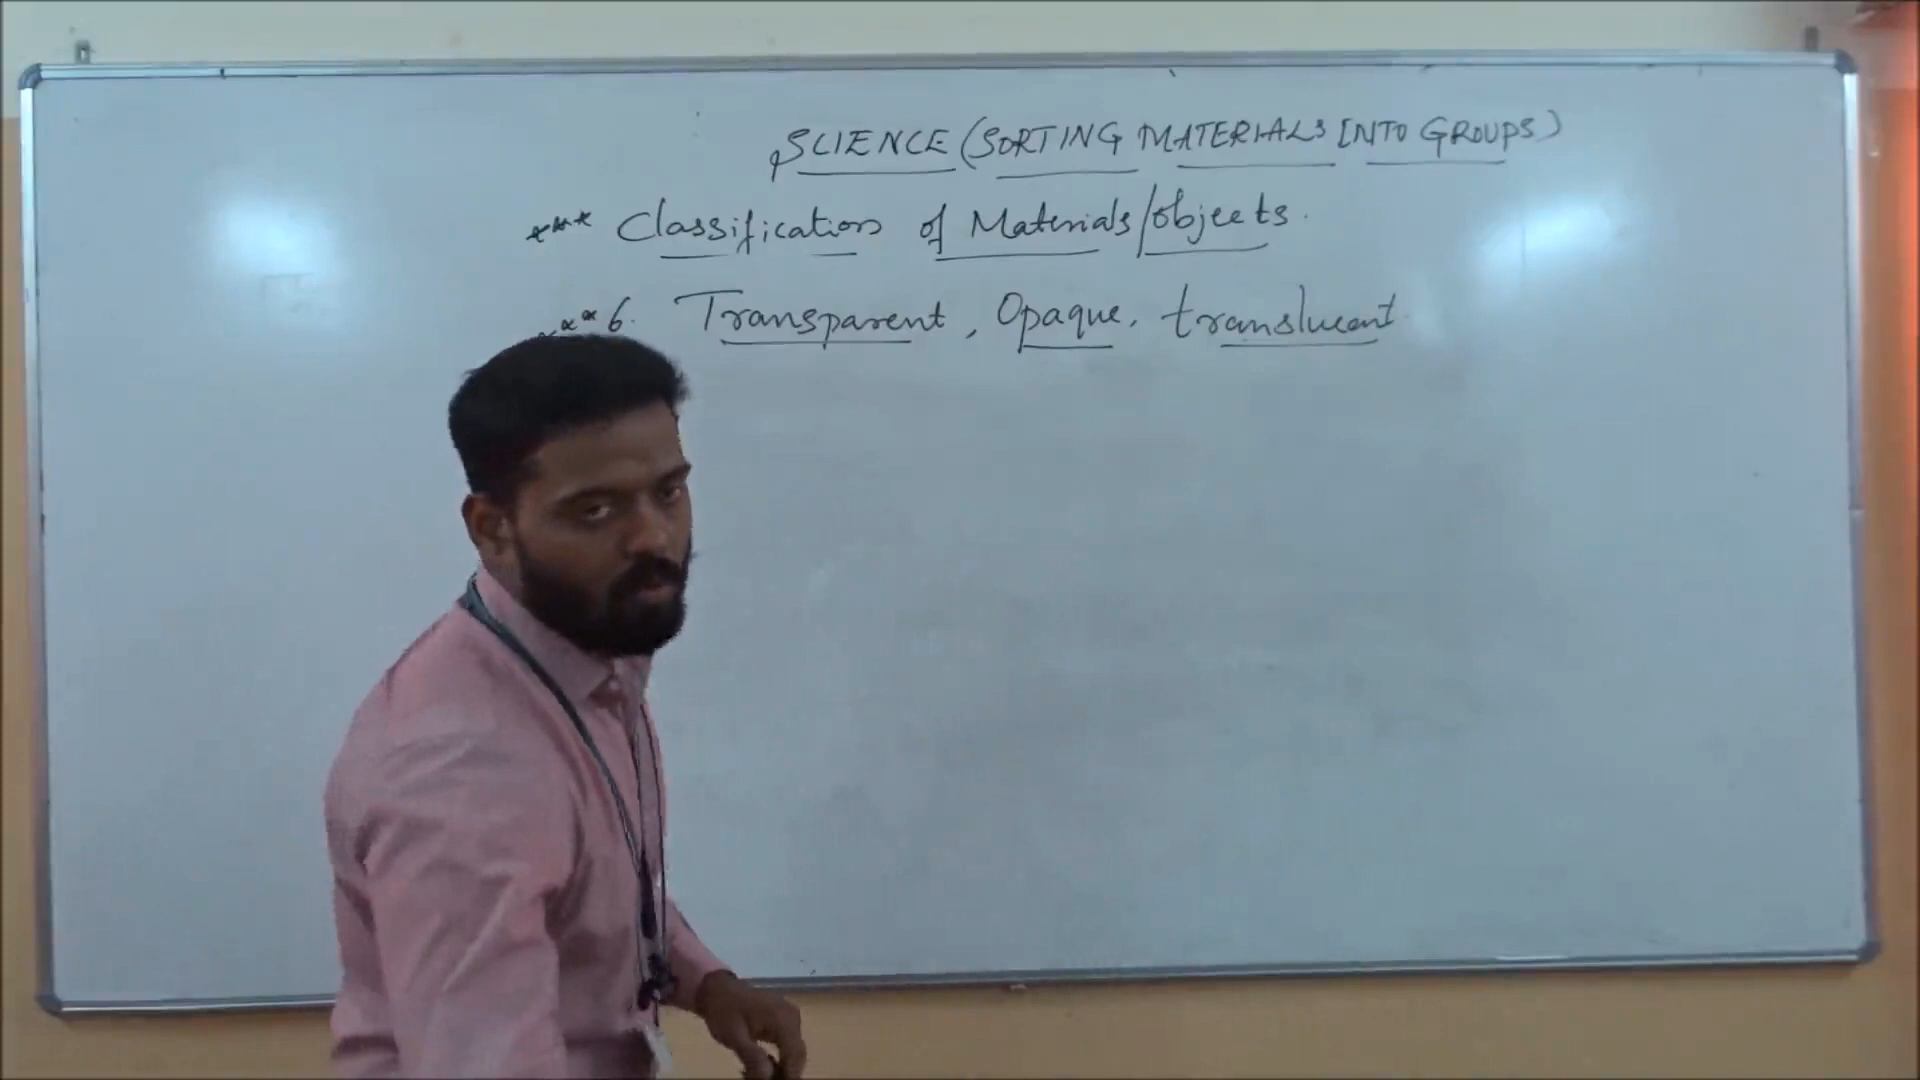 SCIENCE (SORTING MATERIALS INTO GROUPS)
*** Classification of Materials/objects.
*** 6. Transparent, Opaque, translucent